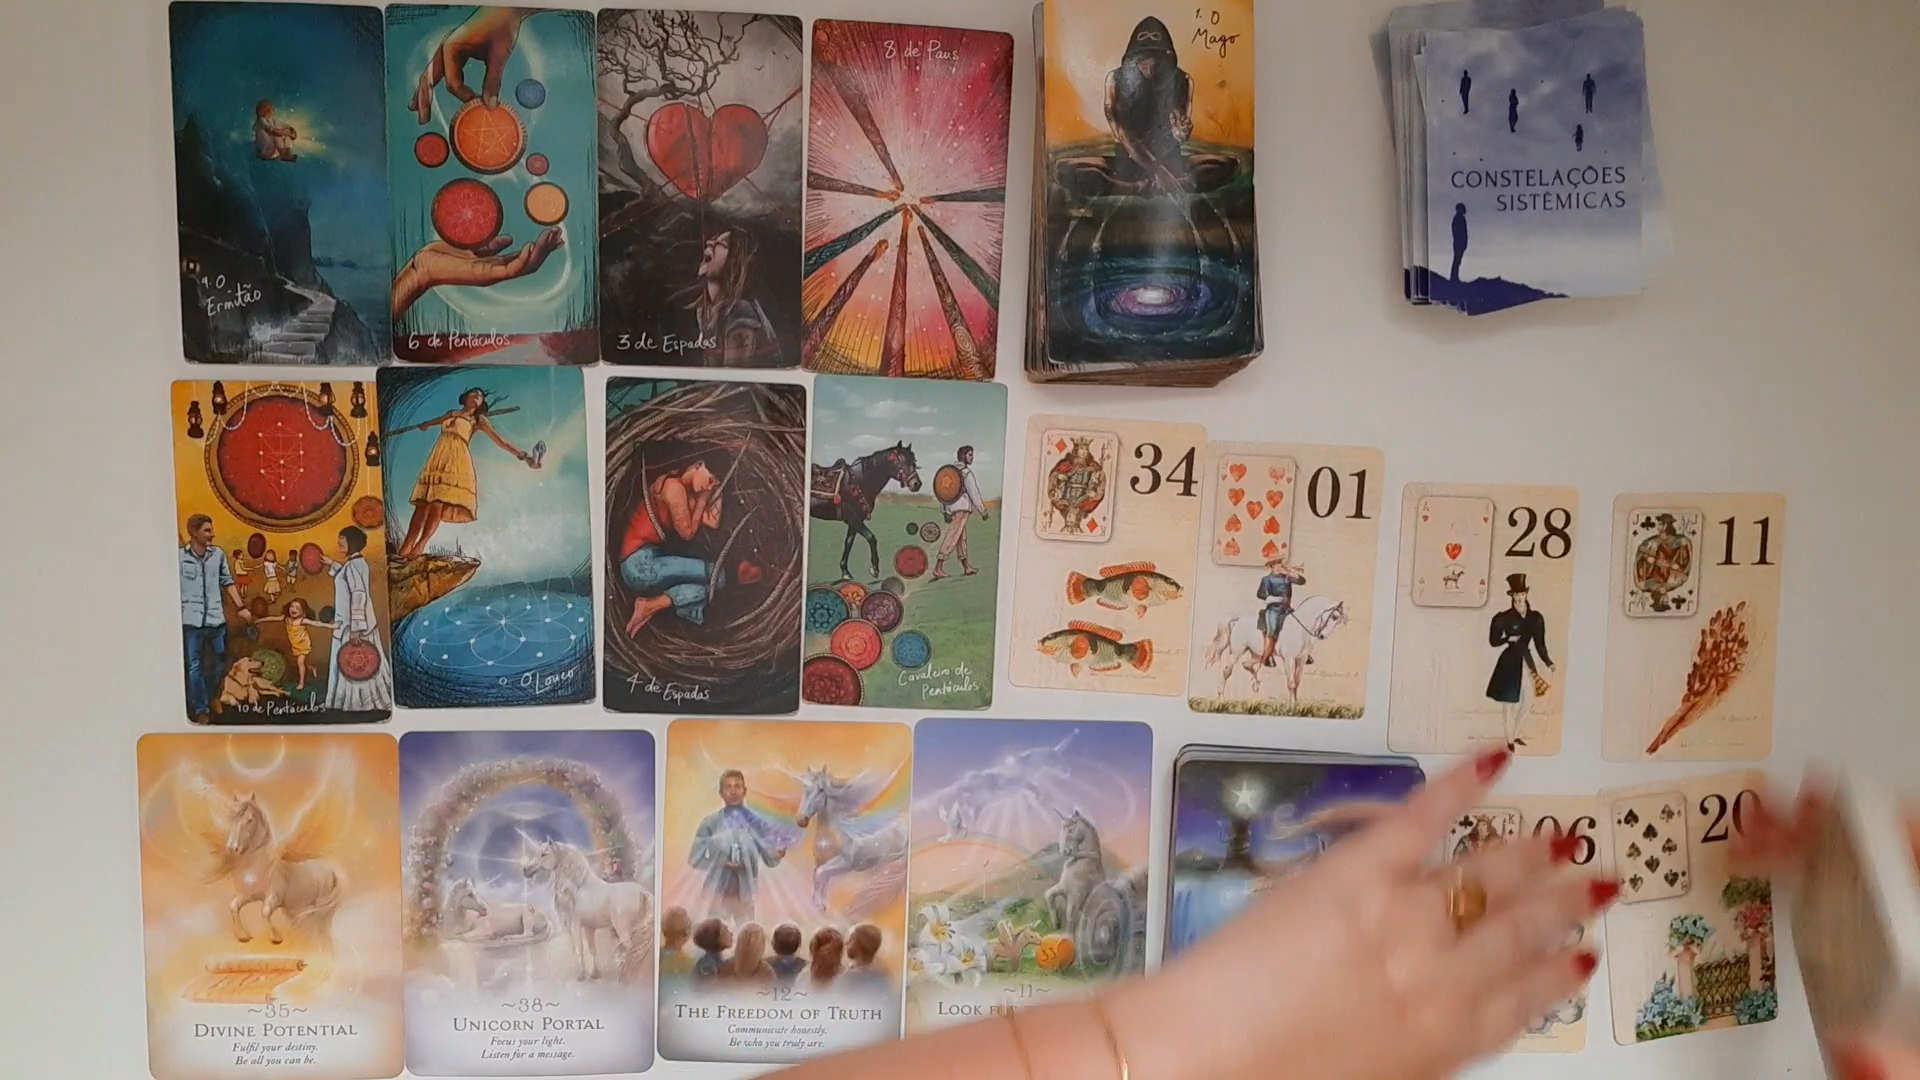 9. O
Ermitão
6 de Pentáculos
3 de Espadas
8 de Paus
1. O
Mago
CONSTELAÇÕES
SISTÊMICAS
10 de Pentáculos
0. O Louco
4 de Espadas
Cavaleiro de
Pentáculos
K
34
01
28
J
11
~35~
DIVINE POTENTIAL
Fulfil your destiny.
Be all you can be.
~38~
UNICORN PORTAL
Focus your light.
Listen for a message.
~12~
THE FREEDOM OF TRUTH
Communicate honestly.
Be who you truly are.
~11~
LOOK FOR
K
06
20